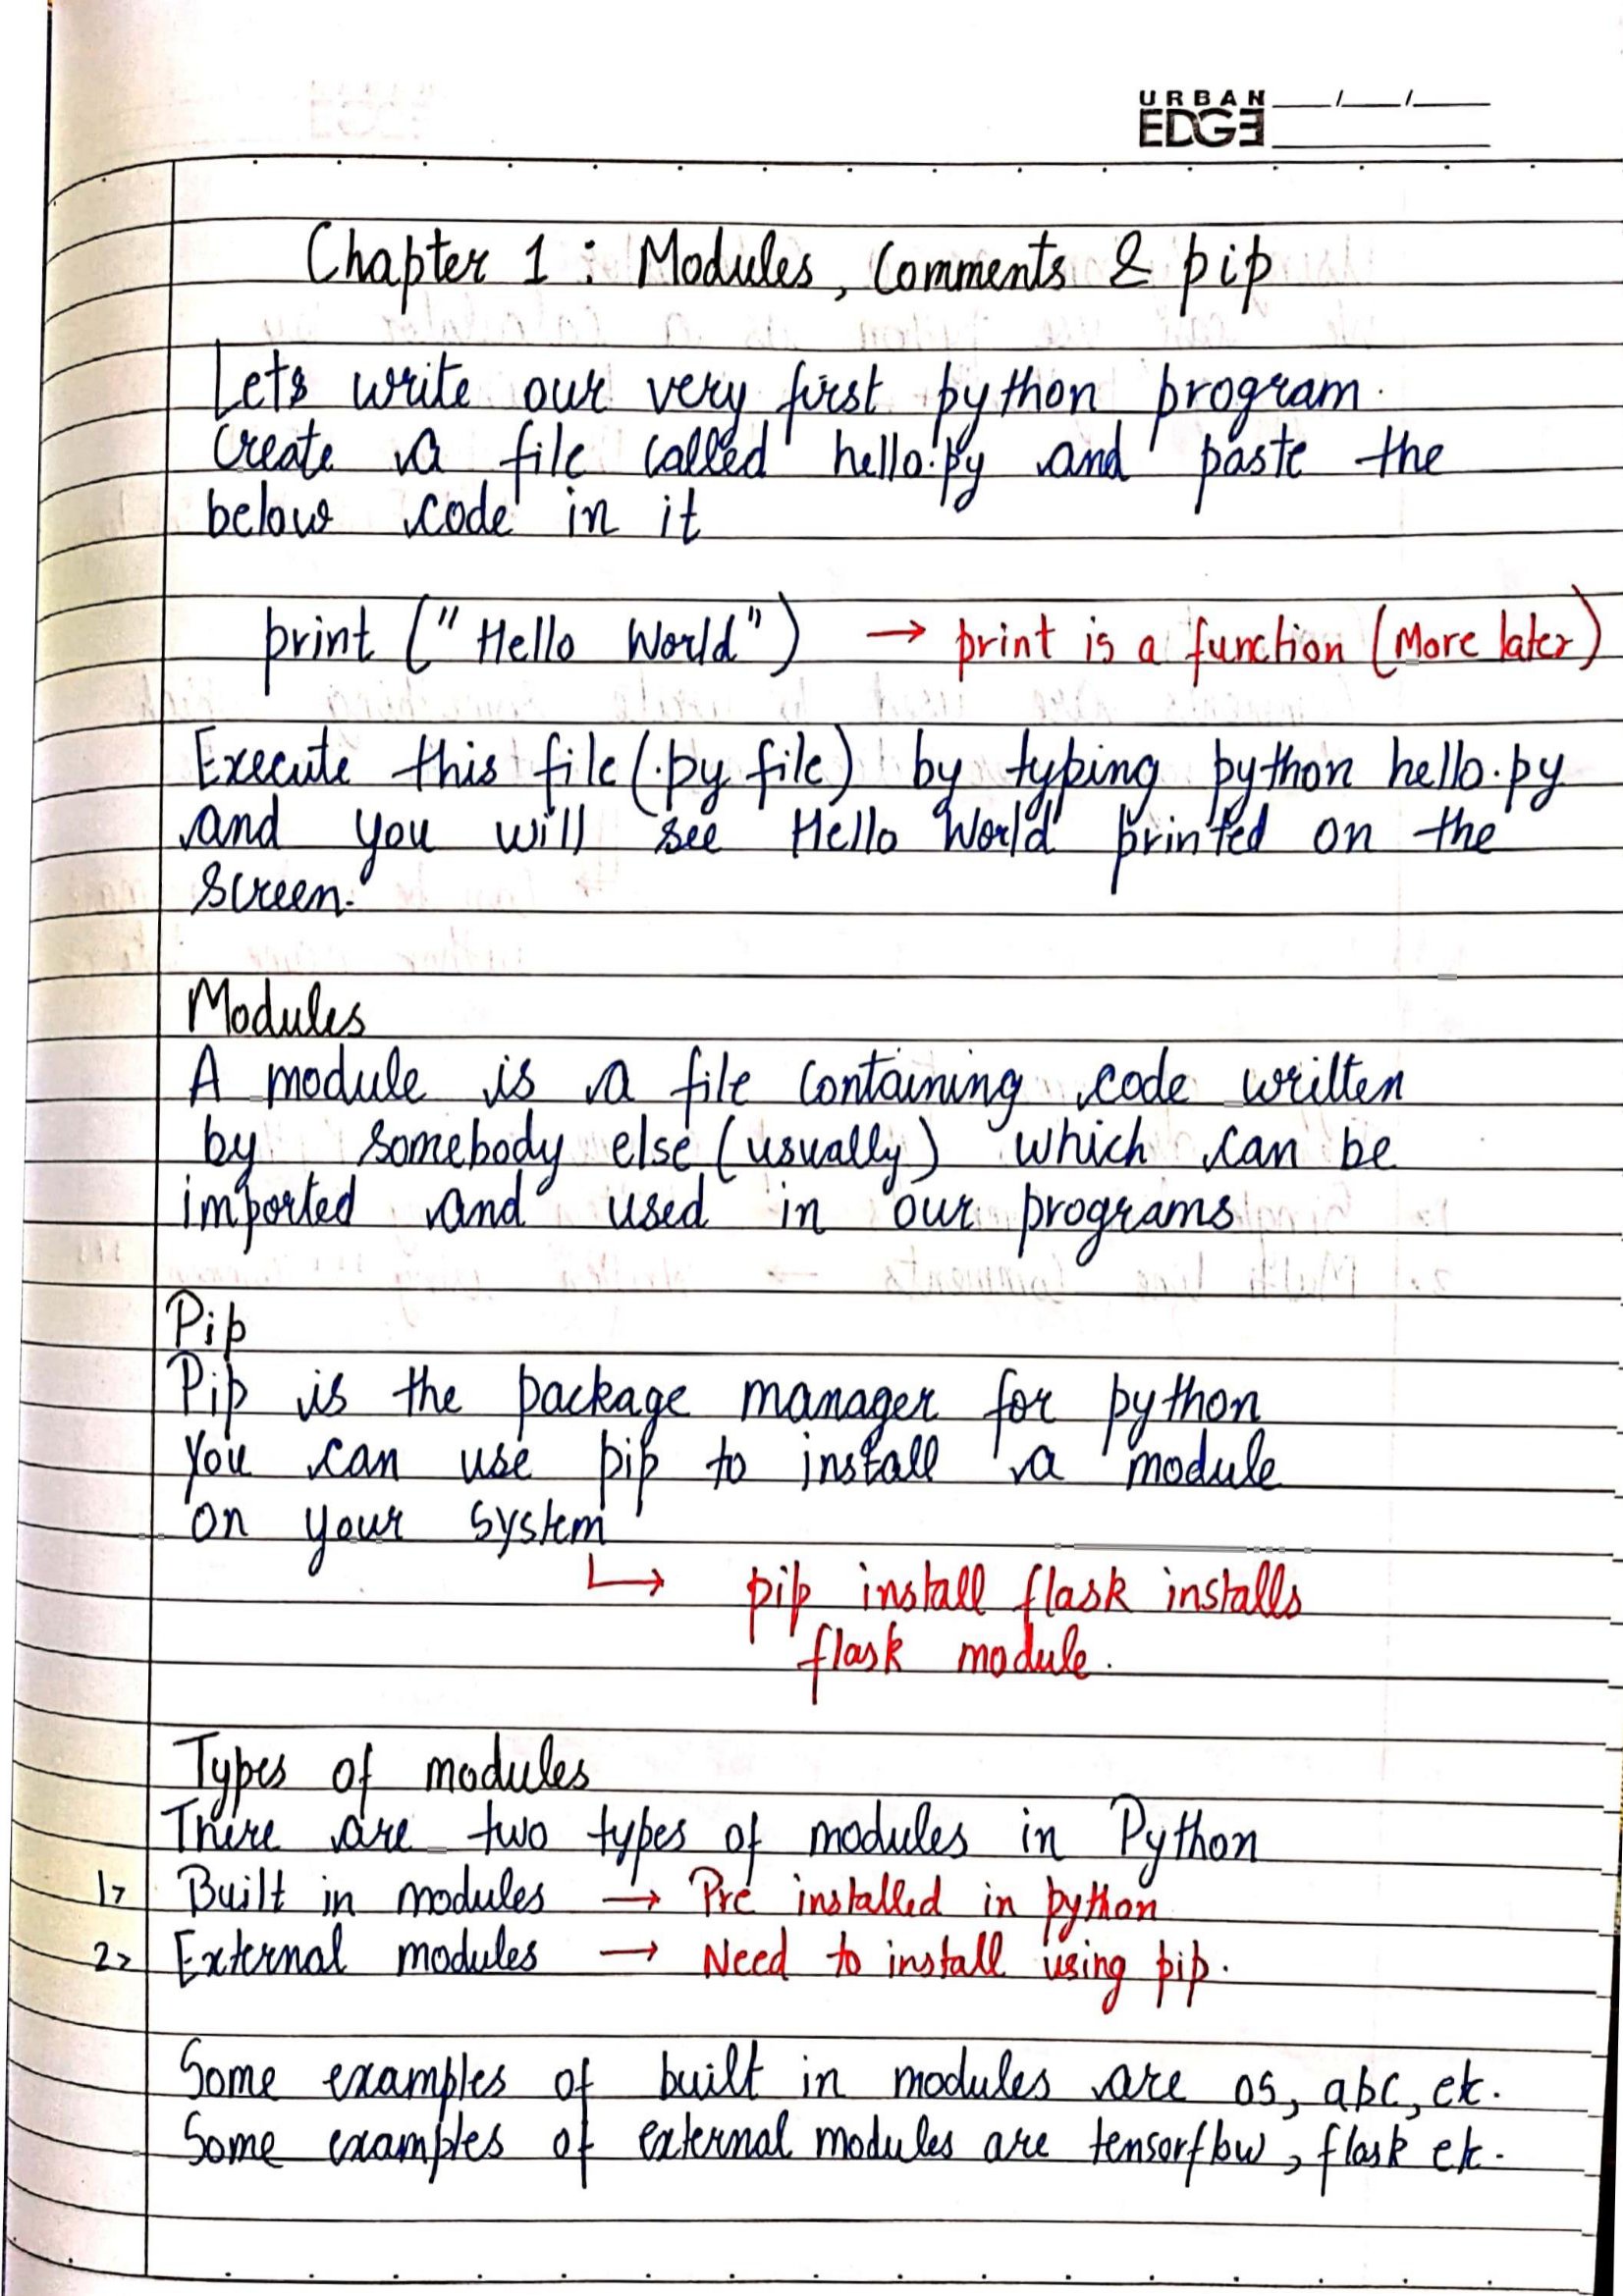 URBAN
EDGE
Chapter 1 : Modules, Comments & pip
Lets write our very first python program.
Create a file called hello.py and paste the
below code in it
print ("Hello World") → print is a function (More later)
Execute this file (.py file) by typing python hello.py
and you will see Hello World printed on the
screen.
Modules
A module is a file containing code written
by somebody else (usually) which can be
imported and used in our programs
Pip
Pip is the package manager for python
you can use pip to install a module
on your system
↳ pip install flask installs
flask module.
Types of modules
There are two types of modules in Python
1> Built in modules → Pre installed in python
2> External modules → Need to install using pip.
Some examples of built in modules are os, abc, etc.
Some examples of external modules are tensorflow, flask etc.